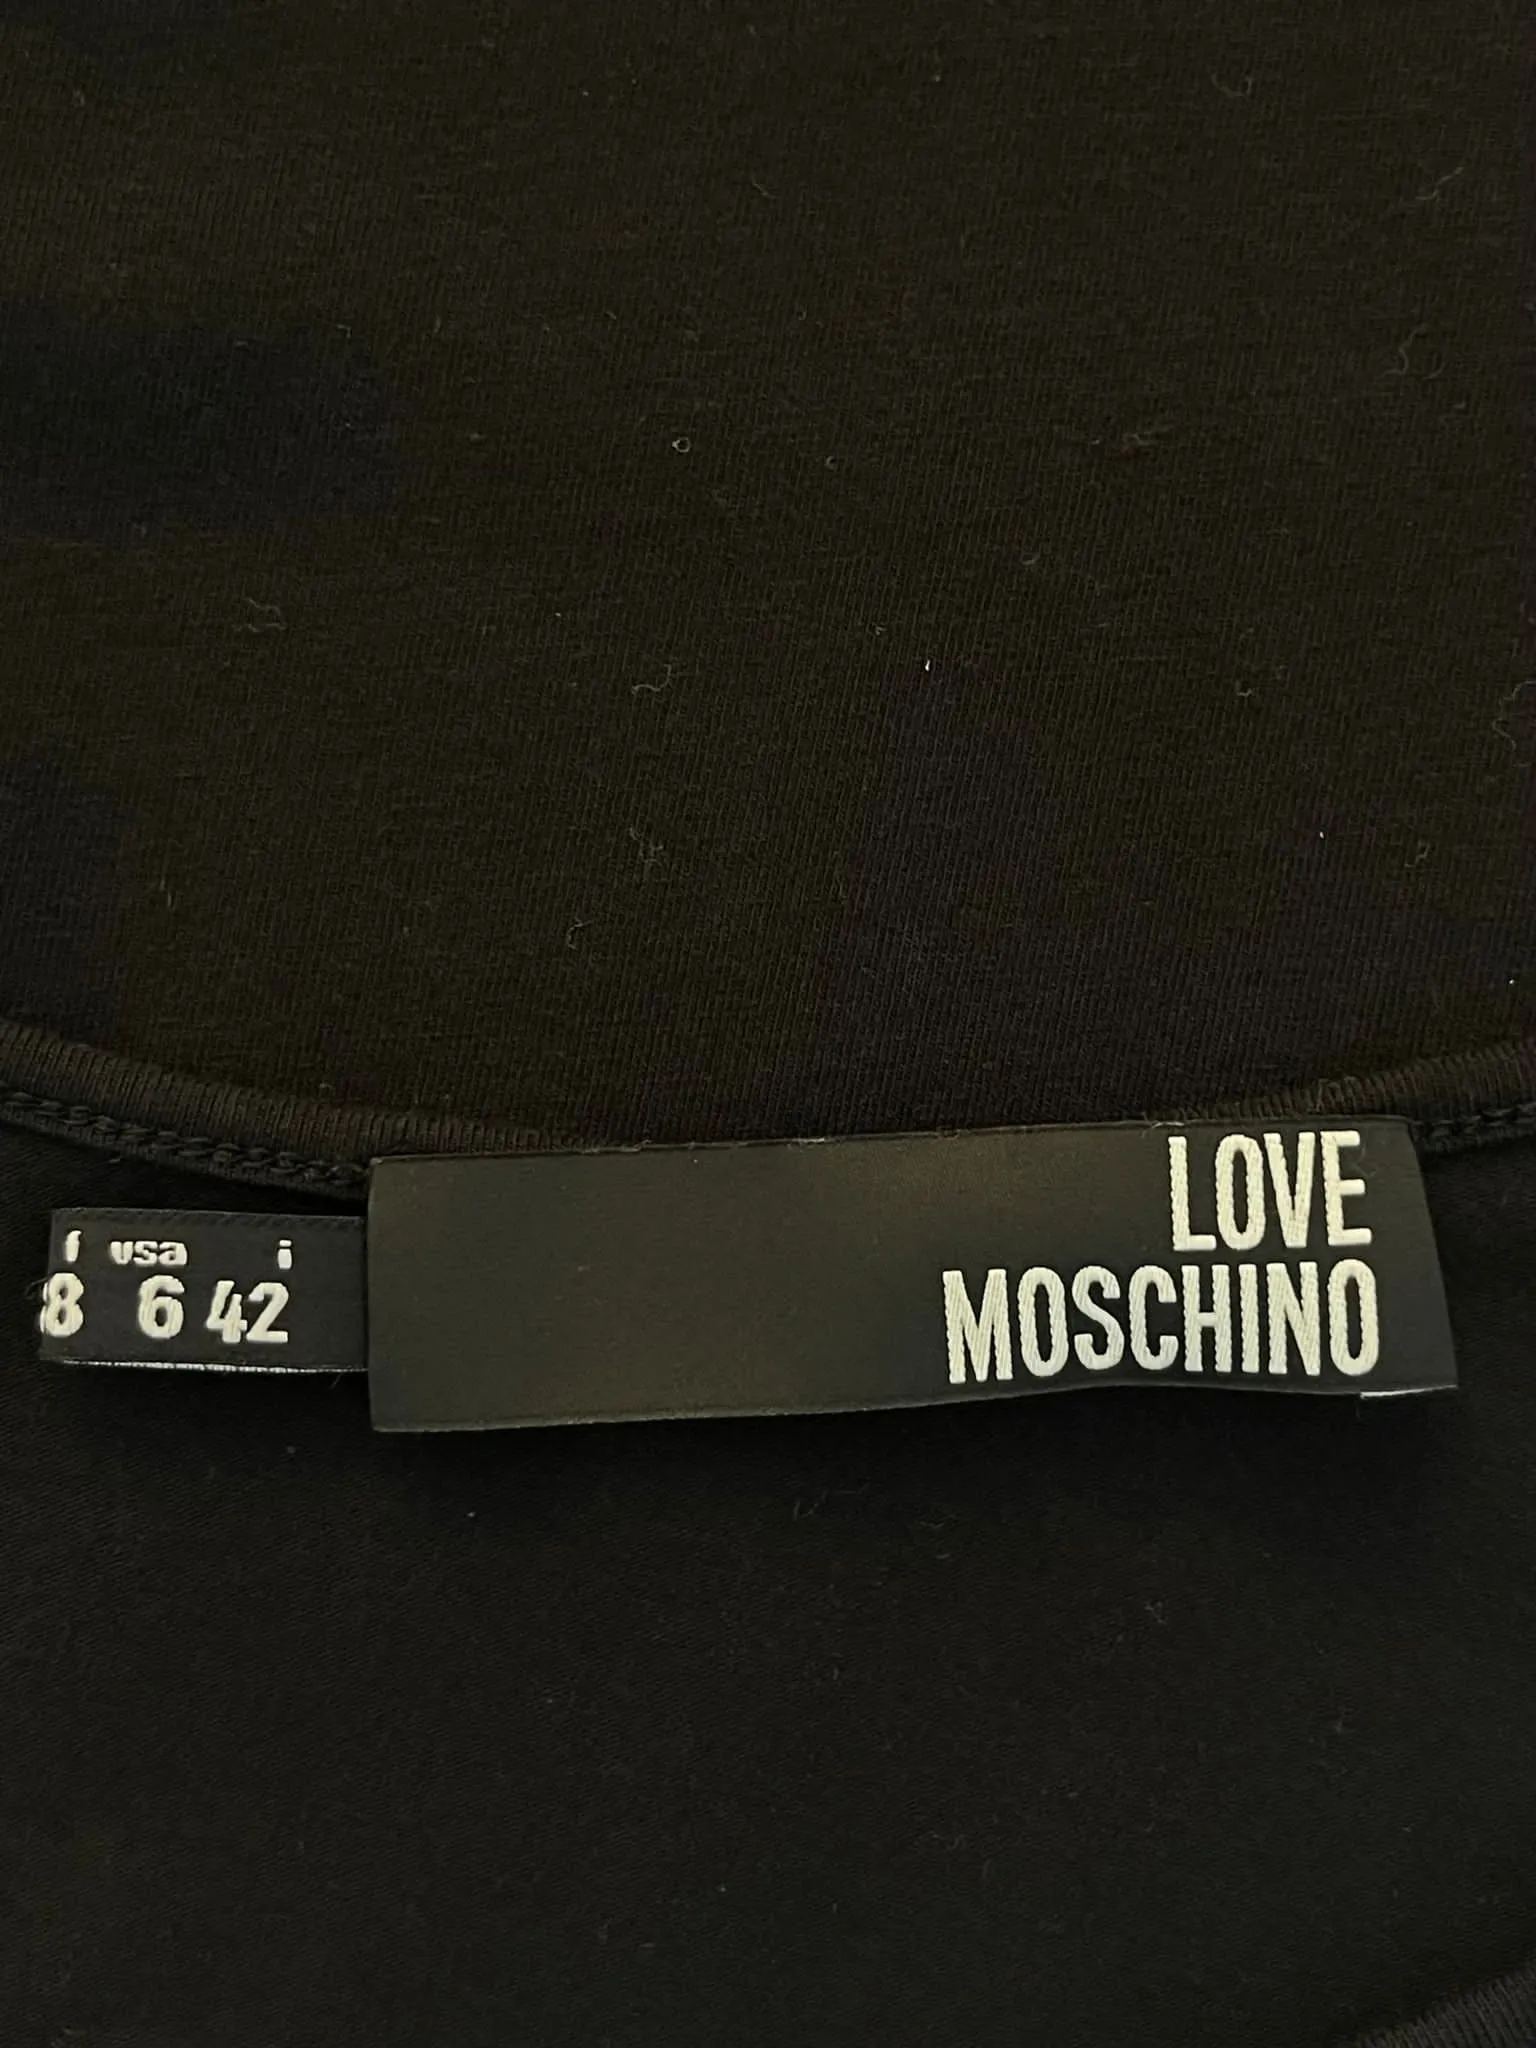 LOVE
MOSCHINO
f usa i
8 6 42